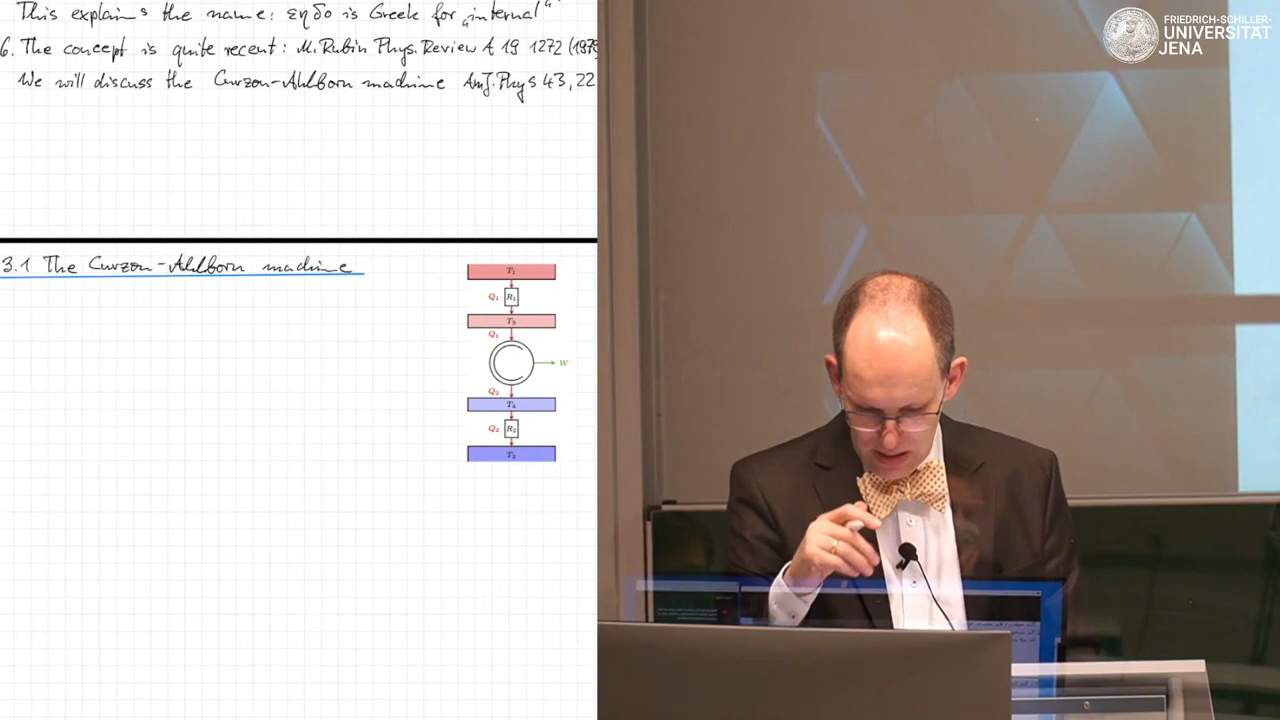 This explains the name: εηδο is Greek for „internal"
6. The concept is quite recent: M. Rubin Phys. Review A 19 1272 (1979
We will discuss the Curzon-Ahlborn machine Am J. Phys 43, 22
3.1 The Curzon-Ahlborn machine
T₁
Q₁ R₁
T₃
Q₁
W
Q₂
T₄
Q₂ R₂
T₂
FRIEDRICH-SCHILLER-
UNIVERSITÄT
JENA